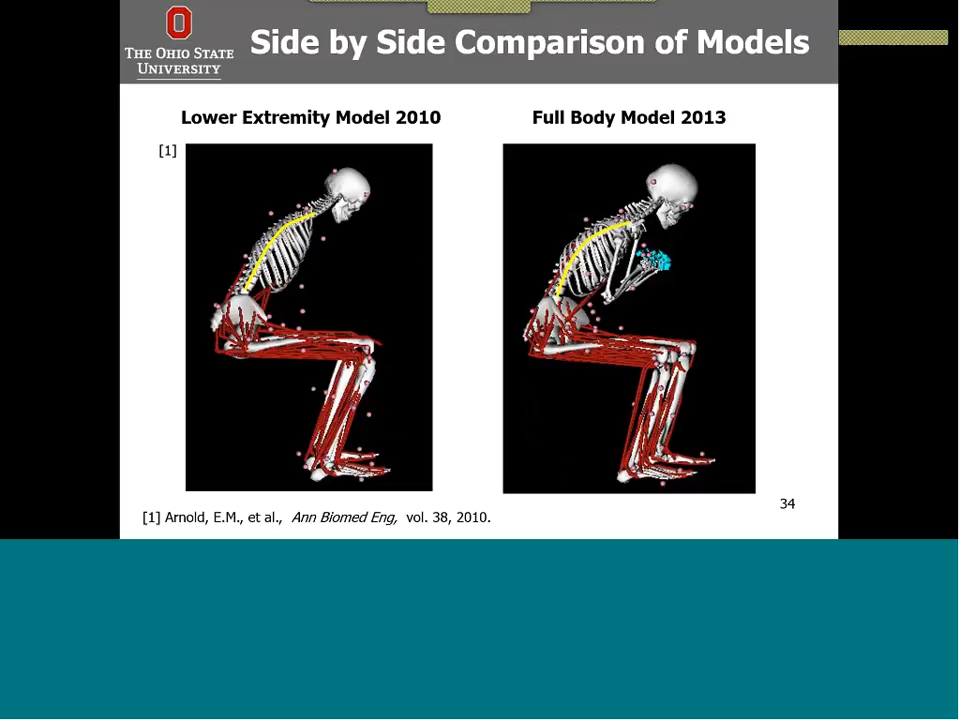 THE OHIO STATE
UNIVERSITY
Side by Side Comparison of Models
Lower Extremity Model 2010
Full Body Model 2013
[1]
34
[1] Arnold, E.M., et al., Ann Biomed Eng, vol. 38, 2010.